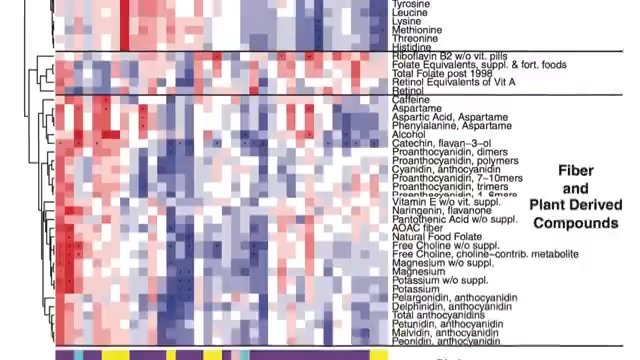 Tyrosine
Leucine
Lysine
Methionine
Threonine
Histidine
Riboflavin B2 w/o vit. pills
Folate Equivalents, suppl. & fort. foods
Total Folate post 1998
Retinol Equivalents of Vit A
Retinol
Caffeine
Aspartame
Aspartic Acid, Aspartame
Phenylalanine, Aspartame
Alcohol
Catechin, flavan–3–ol
Proanthocyanidin, dimers
Proanthocyanidin, polymers
Cyanidin, anthocyanidin
Proanthocyanidin, 7–10mers
Proanthocyanidin, trimers
Proanthocyanidin, 4–6mers
Vitamin E w/o vit. suppl.
Naringenin, flavanone
Pantothenic Acid w/o suppl.
AOAC fiber
Natural Food Folate
Free Choline w/o suppl.
Free Choline, choline–contrib. metabolite
Magnesium w/o suppl.
Magnesium
Potassium w/o suppl.
Potassium
Pelargonidin, anthocyanidin
Delphinidin, anthocyanidin
Total anthocyanidins
Petunidin, anthocyanidin
Malvidin, anthocyanidin
Peonidin, anthocyanidin
Fiber
and
Plant Derived
Compounds